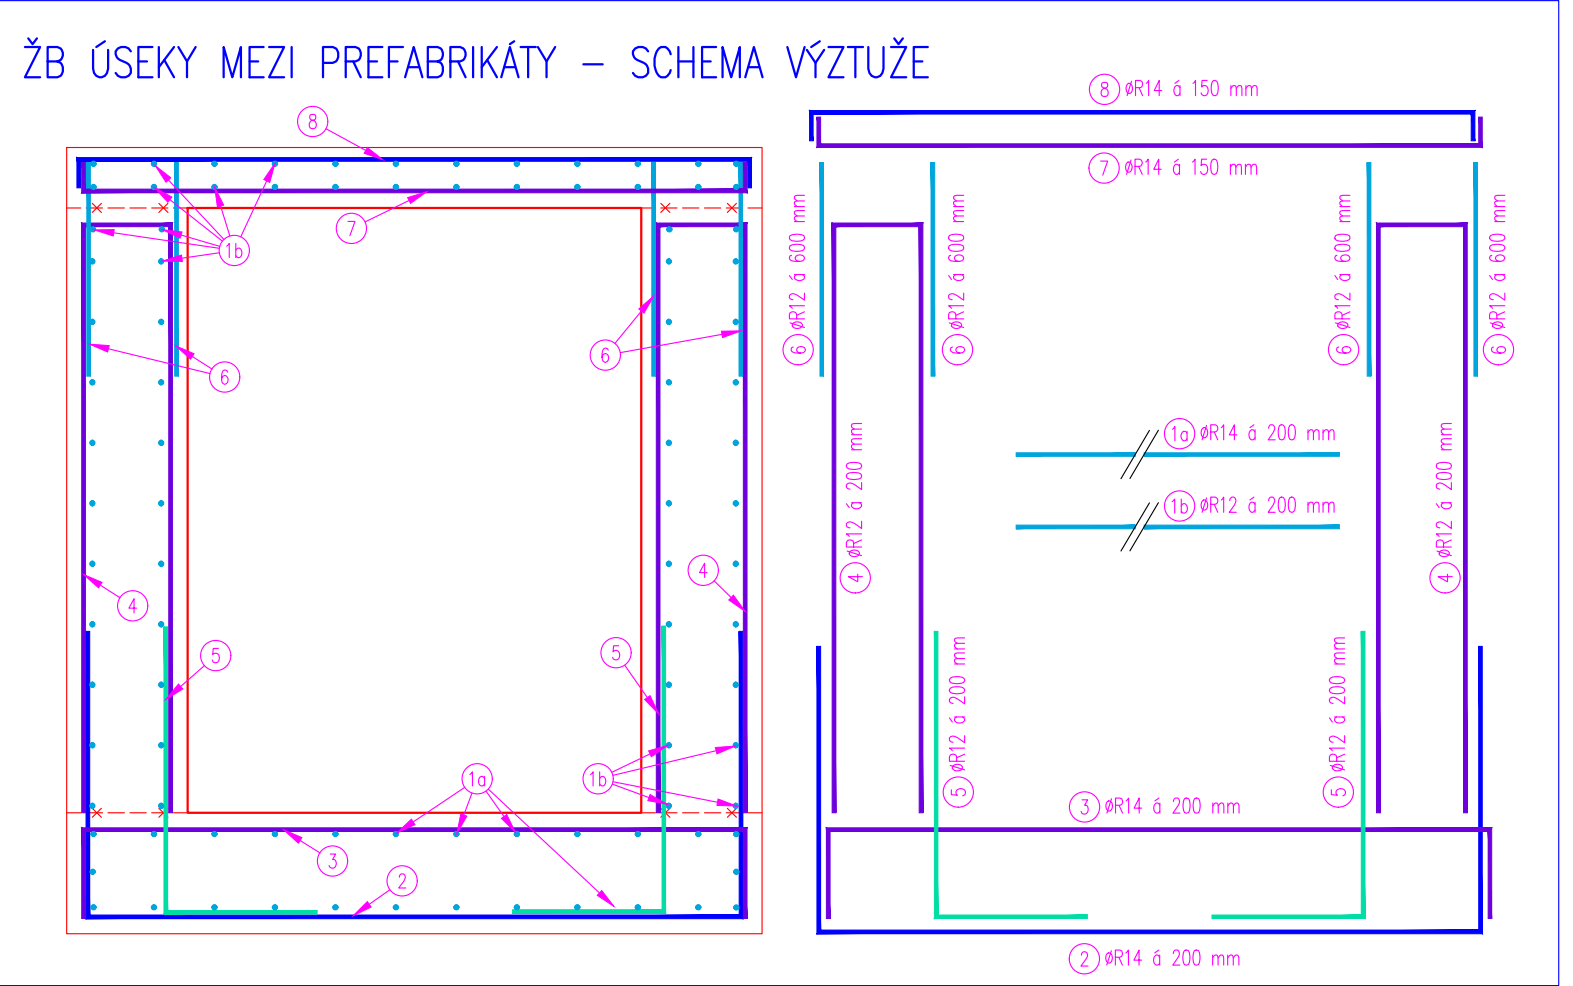 ŽB ÚSEKY MEZI PREFABRIKÁTY – SCHEMA VÝZTUŽE
8 øR14 á 150 mm
8
7 øR14 á 150 mm
7
1b
6 øR12 á 600 mm
6 øR12 á 600 mm
6 øR12 á 600 mm
6 øR12 á 600 mm
6
6
1a øR14 á 200 mm
1b øR12 á 200 mm
4 øR12 á 200 mm
4 øR12 á 200 mm
4
4
5
5
5 øR12 á 200 mm
5 øR12 á 200 mm
1a
1b
3 øR14 á 200 mm
3
2
2 øR14 á 200 mm